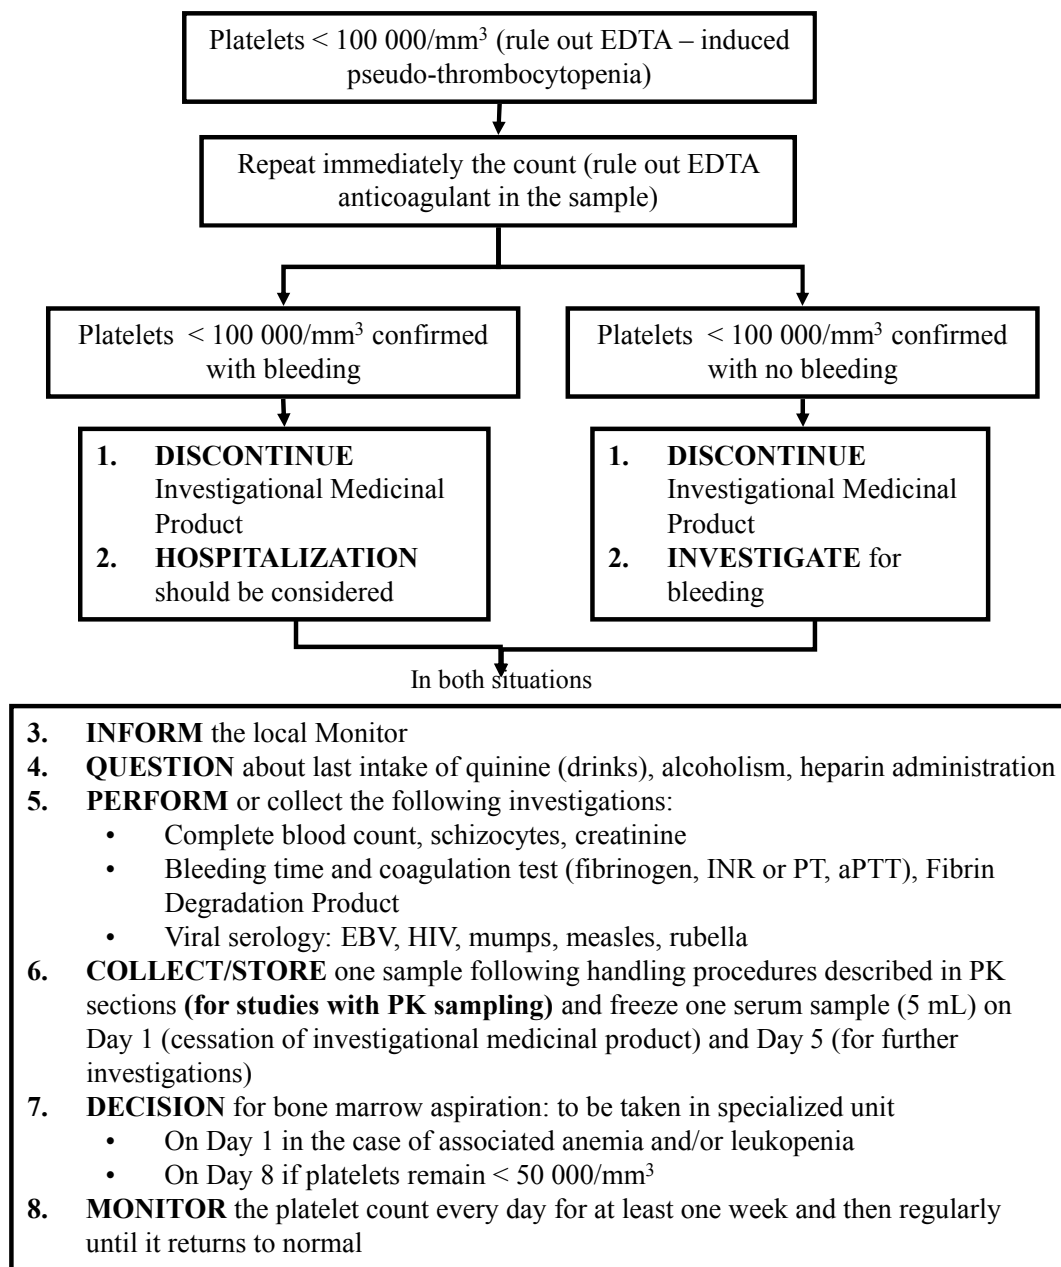 Platelets < 100 000/mm³ (rule out EDTA – induced
pseudo-thrombocytopenia)
Repeat immediately the count (rule out EDTA
anticoagulant in the sample)
Platelets < 100 000/mm³ confirmed
with bleeding
Platelets < 100 000/mm³ confirmed
with no bleeding
1. DISCONTINUE
Investigational Medicinal
Product
2. HOSPITALIZATION
should be considered
1. DISCONTINUE
Investigational Medicinal
Product
2. INVESTIGATE for
bleeding
In both situations
3. INFORM the local Monitor
4. QUESTION about last intake of quinine (drinks), alcoholism, heparin administration
5. PERFORM or collect the following investigations:
• Complete blood count, schizocytes, creatinine
• Bleeding time and coagulation test (fibrinogen, INR or PT, aPTT), Fibrin
Degradation Product
• Viral serology: EBV, HIV, mumps, measles, rubella
6. COLLECT/STORE one sample following handling procedures described in PK
sections (for studies with PK sampling) and freeze one serum sample (5 mL) on
Day 1 (cessation of investigational medicinal product) and Day 5 (for further
investigations)
7. DECISION for bone marrow aspiration: to be taken in specialized unit
• On Day 1 in the case of associated anemia and/or leukopenia
• On Day 8 if platelets remain < 50 000/mm³
8. MONITOR the platelet count every day for at least one week and then regularly
until it returns to normal